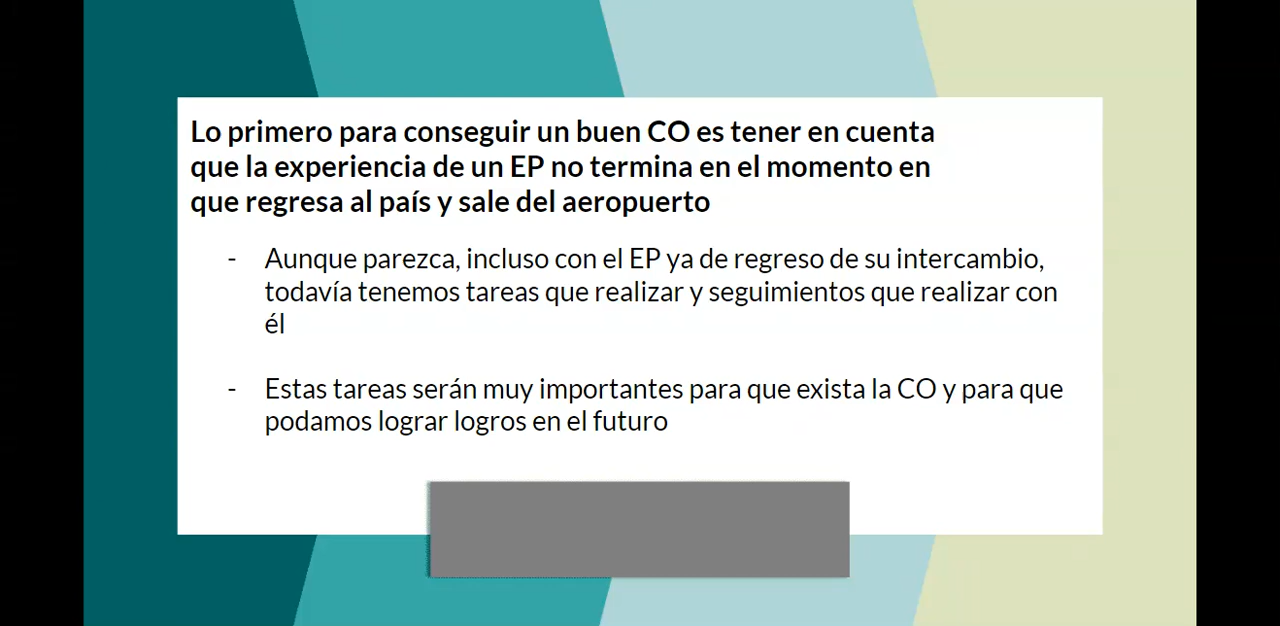 Lo primero para conseguir un buen CO es tener en cuenta
que la experiencia de un EP no termina en el momento en
que regresa al país y sale del aeropuerto
- Aunque parezca, incluso con el EP ya de regreso de su intercambio,
todavía tenemos tareas que realizar y seguimientos que realizar con
él
- Estas tareas serán muy importantes para que exista la CO y para que
podamos lograr logros en el futuro